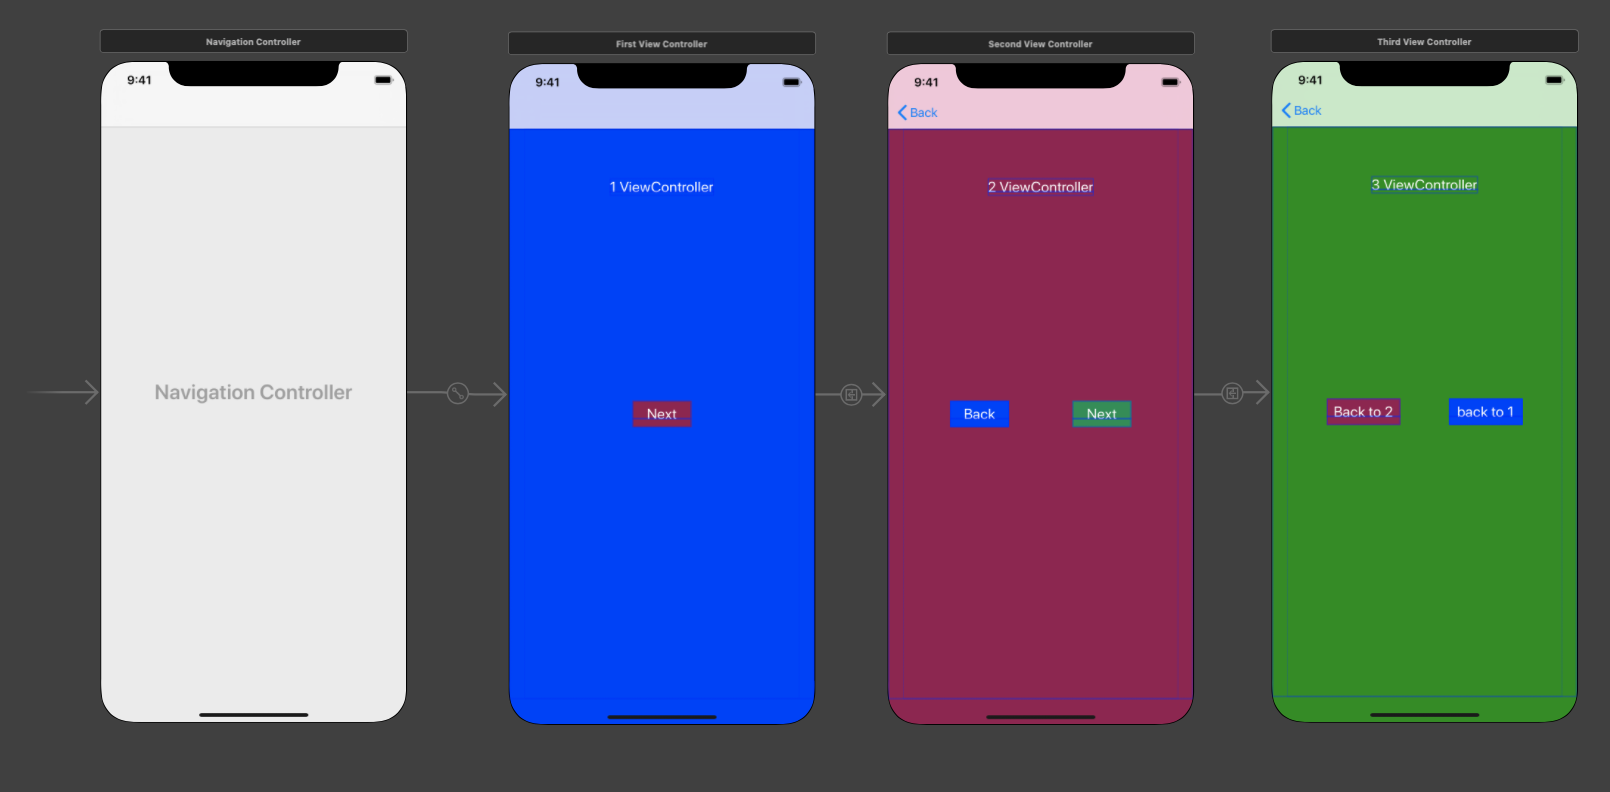 Navigation Controller
9:41
Navigation Controller
First View Controller
9:41
1 ViewController
Next
Second View Controller
9:41
Back
2 ViewController
Back
Next
Third View Controller
9:41
Back
3 ViewController
Back to 2
back to 1